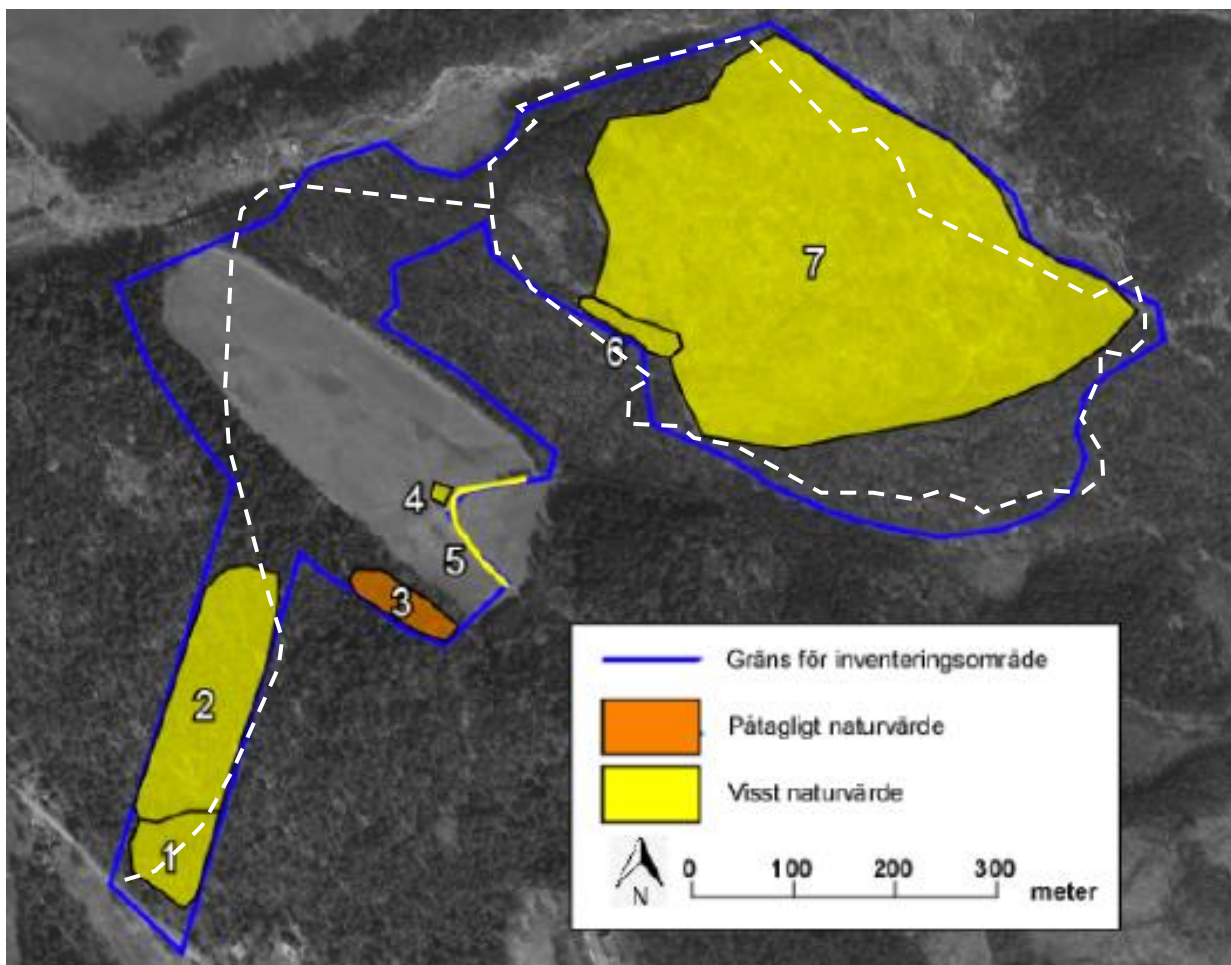 7
6
4
5
3
2
1
Gräns för inventeringsområde
Påtagligt naturvärde
Visst naturvärde
N
0 100 200 300
meter